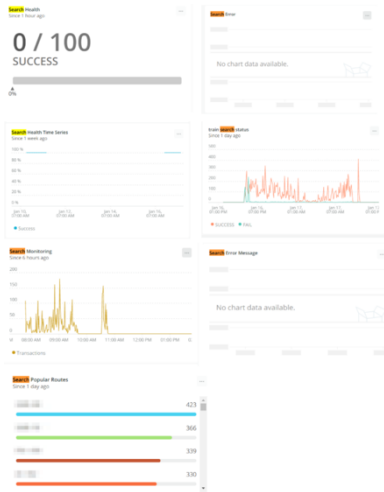 Search Health
Since 1 hour ago
0 / 100
SUCCESS
0%
Search Error
No chart data available.
Search Health Time Series
Since 1 week ago
100 %
80 %
60 %
40 %
20 %
0 %
Success
train search status
Since 1 day ago
500
400
300
200
100
0
SUCCESS
FAIL
Search Monitoring
Since 6 hours ago
200
150
100
50
0
08:00 AM
09:00 AM
10:00 AM
11:00 AM
12:00 PM
01:00 PM
Transactions
Search Error Message
No chart data available.
Search Popular Routes
Since 1 day ago
423
366
339
330